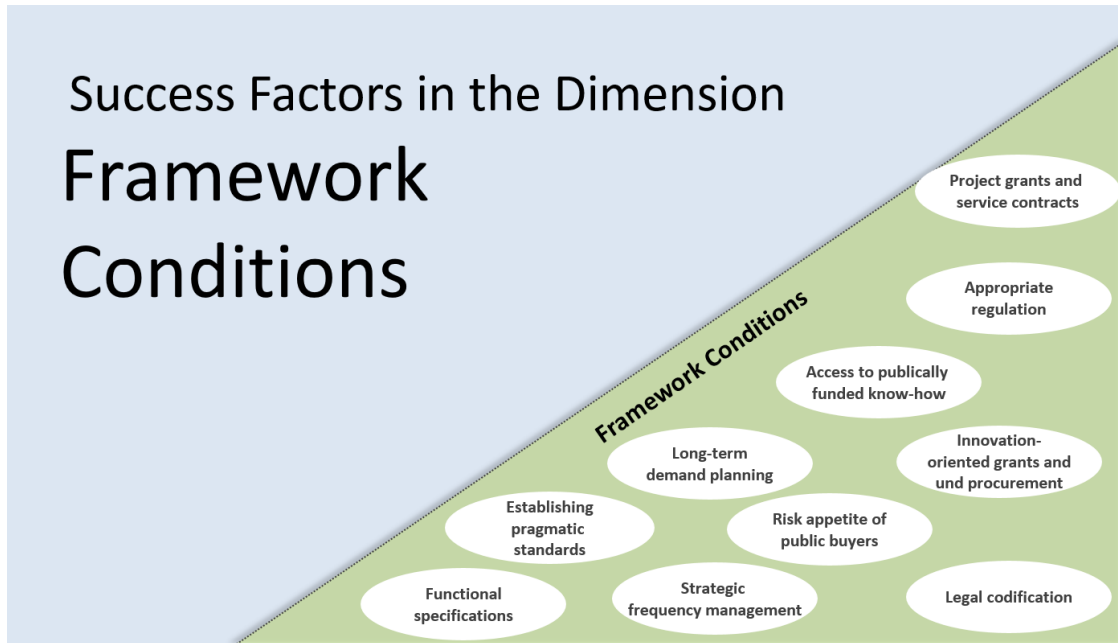 Success Factors in the Dimension
Framework
Conditions
Framework Conditions
Project grants and
service contracts
Appropriate
regulation
Access to publically
funded know-how
Long-term
demand planning
Innovation-
oriented grants and
und procurement
Establishing
pragmatic
standards
Risk appetite of
public buyers
Functional
specifications
Strategic
frequency management
Legal codification